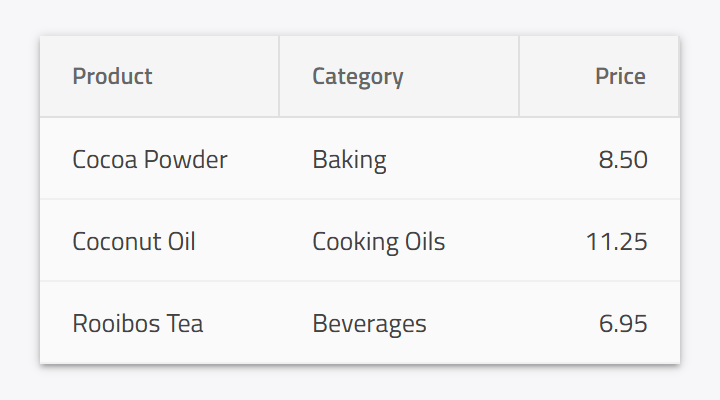 Product Category Price
Cocoa Powder Baking 8.50
Coconut Oil Cooking Oils 11.25
Rooibos Tea Beverages 6.95